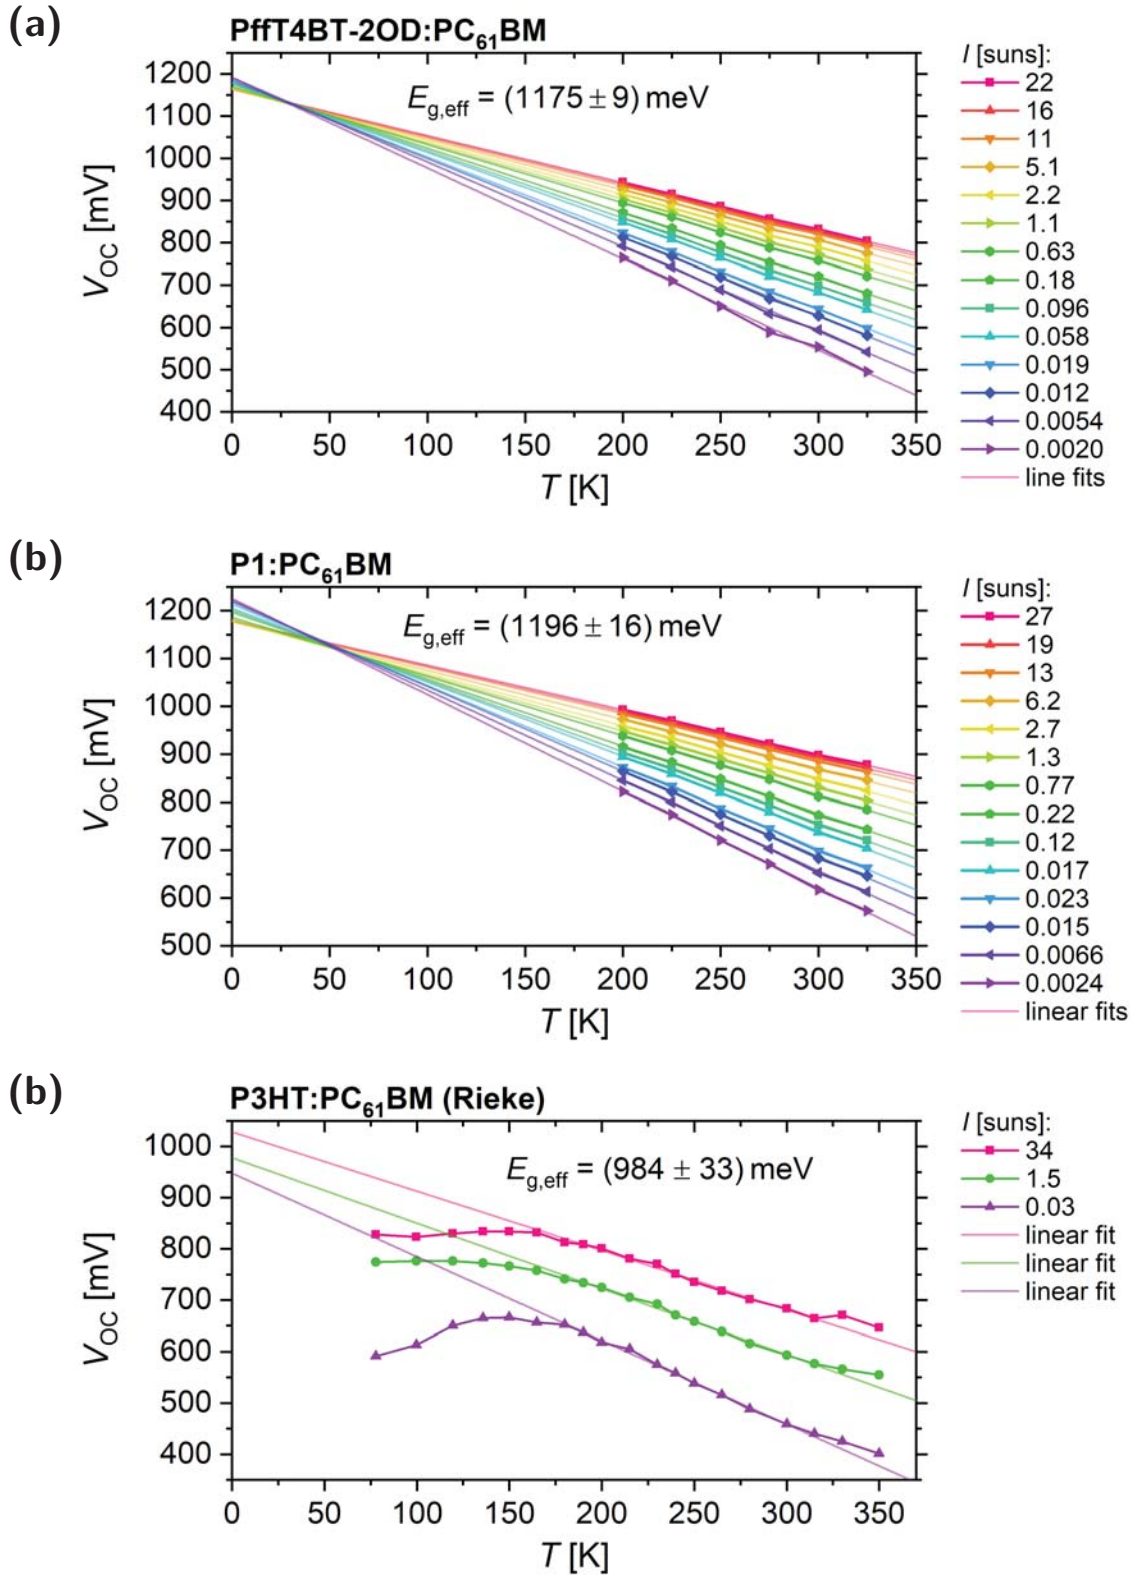 (a)
PffT4BT-2OD:PC61BM
Eg,eff = (1175 ± 9) meV
1200
1100
1000
900
800
700
600
500
400
VOC [mV]
0 50 100 150 200 250 300 350
T [K]
I [suns]:
22
16
11
5.1
2.2
1.1
0.63
0.18
0.096
0.058
0.019
0.012
0.0054
0.0020
line fits
(b)
P1:PC61BM
Eg,eff = (1196 ± 16) meV
1200
1100
1000
900
800
700
600
500
VOC [mV]
0 50 100 150 200 250 300 350
T [K]
I [suns]:
27
19
13
6.2
2.7
1.3
0.77
0.22
0.12
0.017
0.023
0.015
0.0066
0.0024
linear fits
(b)
P3HT:PC61BM (Rieke)
Eg,eff = (984 ± 33) meV
1000
900
800
700
600
500
400
VOC [mV]
0 50 100 150 200 250 300 350
T [K]
I [suns]:
34
1.5
0.03
linear fit
linear fit
linear fit